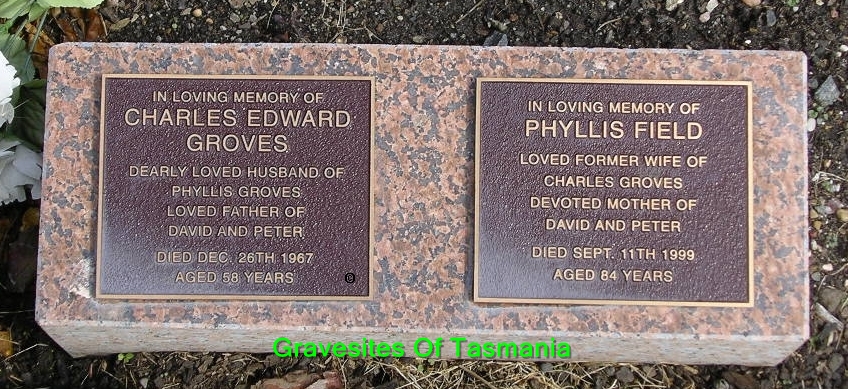 IN LOVING MEMORY OF
CHARLES EDWARD
GROVES
DEARLY LOVED HUSBAND OF
PHYLLIS GROVES
LOVED FATHER OF
DAVID AND PETER
DIED DEC. 26TH 1967
AGED 58 YEARS
IN LOVING MEMORY OF
PHYLLIS FIELD
LOVED FORMER WIFE OF
CHARLES GROVES
DEVOTED MOTHER OF
DAVID AND PETER
DIED SEPT. 11TH 1999
AGED 84 YEARS
Gravesites Of Tasmania